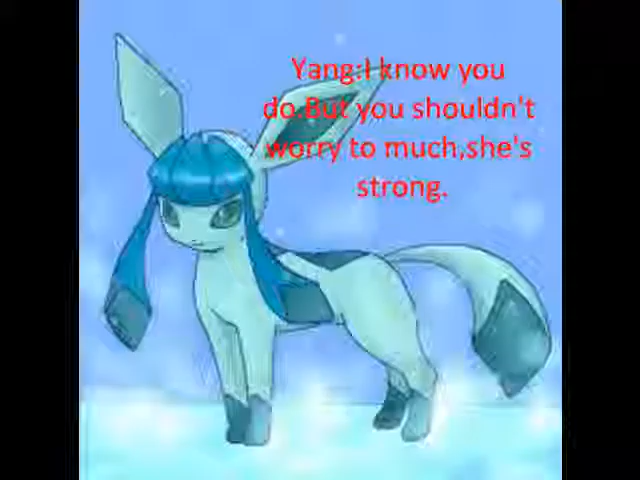 Yang:I know you
do.But you shouldn't
worry to much,she's
strong.